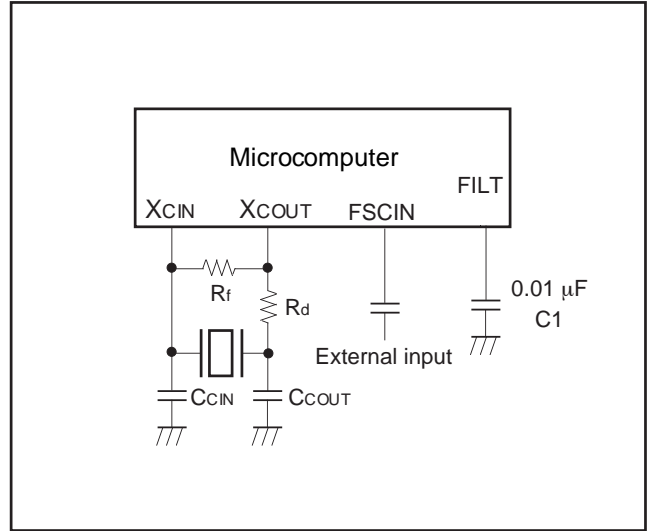 Microcomputer
FILT
XCIN XCOUT FSCIN
Rf
Rd
0.01 μF
C1
External input
CCIN CCOUT